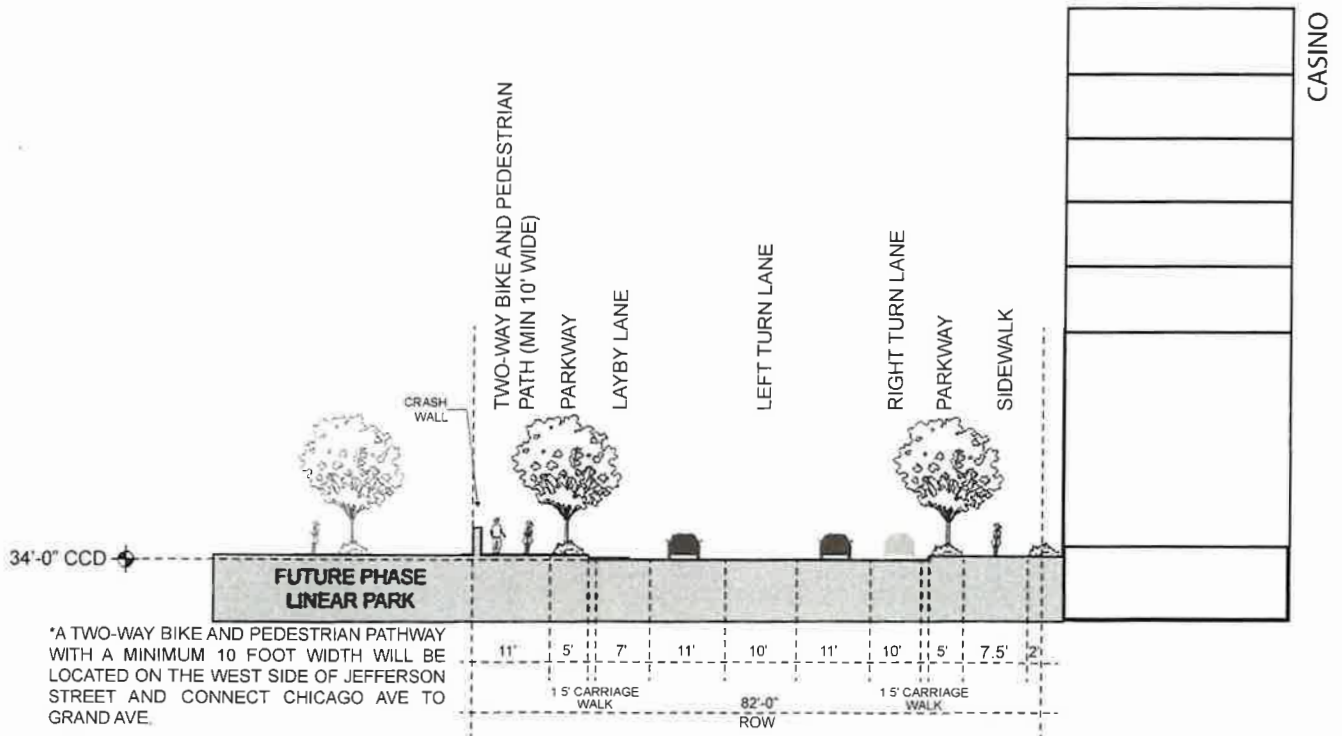 CASINO
TWO-WAY BIKE AND PEDESTRIAN
PATH (MIN 10' WIDE)
PARKWAY
LAYBY LANE
LEFT TURN LANE
RIGHT TURN LANE
PARKWAY
SIDEWALK
CRASH
WALL
34'-0" CCD
FUTURE PHASE
LINEAR PARK
*A TWO-WAY BIKE AND PEDESTRIAN PATHWAY
WITH A MINIMUM 10 FOOT WIDTH WILL BE
LOCATED ON THE WEST SIDE OF JEFFERSON
STREET AND CONNECT CHICAGO AVE TO
GRAND AVE.
11' 5' 7' 11' 10' 11' 10' 5' 7.5' 2'
1 5' CARRIAGE
WALK
82'-0"
ROW
1 5' CARRIAGE
WALK